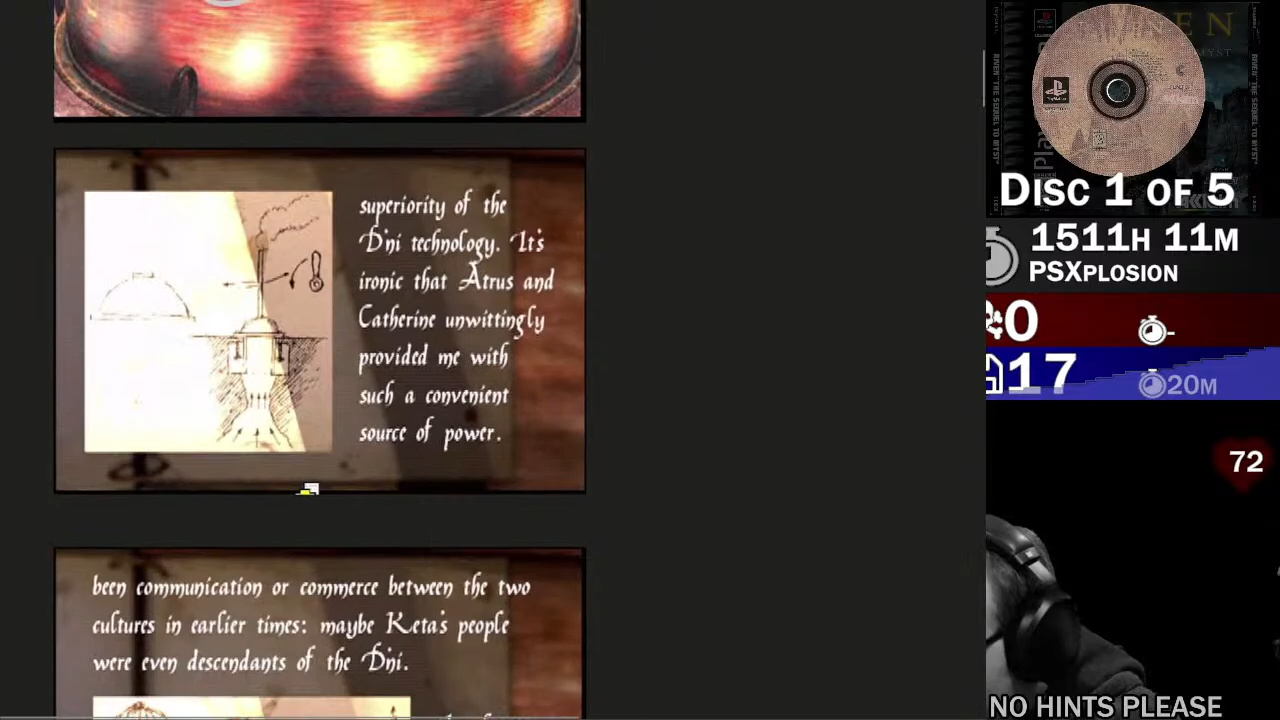 superiority of the
D'ni technology. It's
ironic that Atrus and
Catherine unwittingly
provided me with
such a convenient
source of power.
been communication or commerce between the two
cultures in earlier times: maybe Keta's people
were even descendants of the D'ni.
DISC 1 OF 5
1511H 11M
PSXPLOSION
0
-
17
20M
72
NO HINTS PLEASE